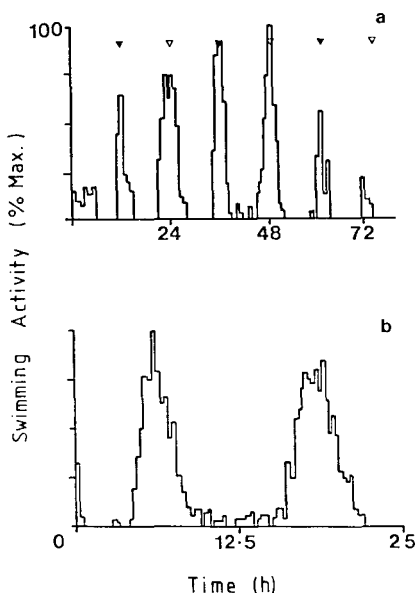 a
100
24 48 72
Swimming Activity (% Max.)
b
0 12·5 25
Time (h)